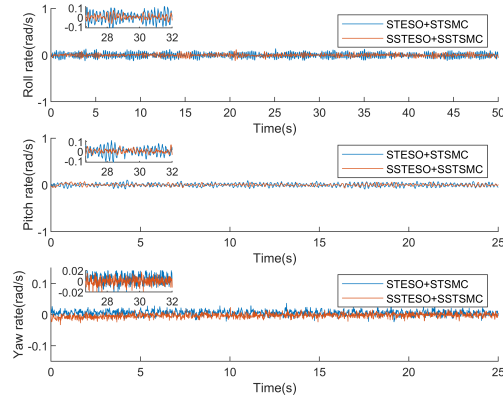 0.1
0
-0.1
28
30
32
1
0
-1
Roll rate(rad/s)
STESO+STSMC
SSTESO+SSTSMC
0 5 10 15 20 25 30 35 40 45 50
Time(s)
0.1
0
-0.1
28
30
32
1
0
-1
Pitch rate(rad/s)
STESO+STSMC
SSTESO+SSTSMC
0 5 10 15 20 25
Time(s)
0.02
0
-0.02
28
30
32
0.1
0
-0.1
Yaw rate(rad/s)
STESO+STSMC
SSTESO+SSTSMC
0 5 10 15 20 25
Time(s)